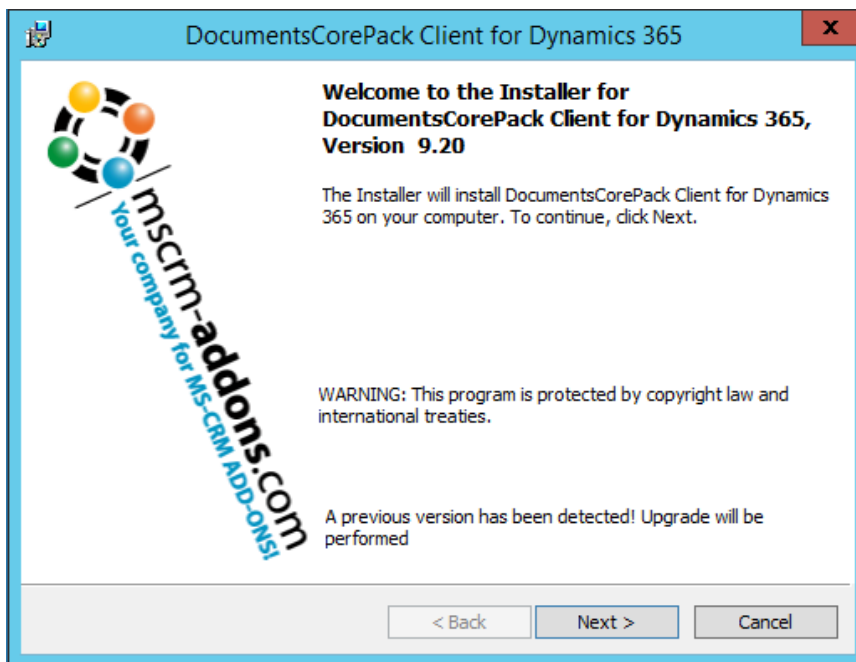 DocumentsCorePack Client for Dynamics 365
x
Welcome to the Installer for
DocumentsCorePack Client for Dynamics 365,
Version 9.20
The Installer will install DocumentsCorePack Client for Dynamics
365 on your computer. To continue, click Next.
mscrm-addons.com
Your company for MS-CRM ADD-ONS!
WARNING: This program is protected by copyright law and
international treaties.
A previous version has been detected! Upgrade will be
performed
< Back
Next >
Cancel